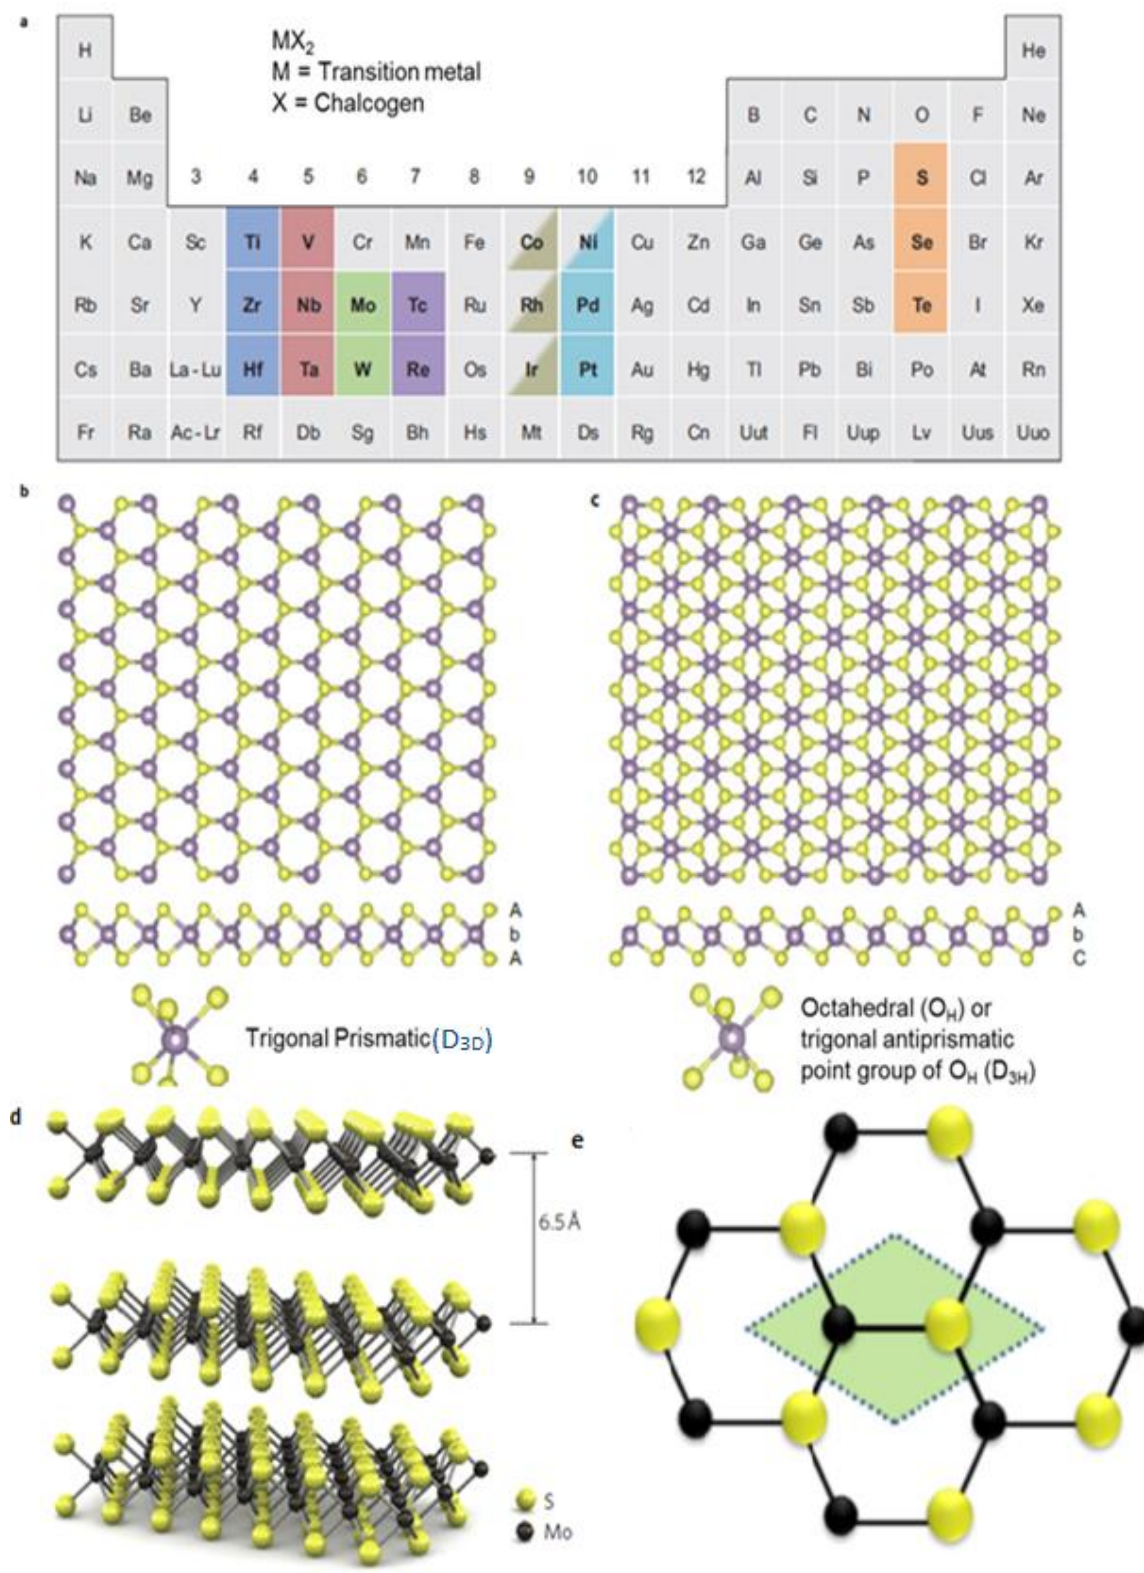 a
MX2
M = Transition metal
X = Chalcogen
H He
Li Be B C N O F Ne
Na Mg 3 4 5 6 7 8 9 10 11 12 Al Si P S Cl Ar
K Ca Sc Ti V Cr Mn Fe Co Ni Cu Zn Ga Ge As Se Br Kr
Rb Sr Y Zr Nb Mo Tc Ru Rh Pd Ag Cd In Sn Sb Te I Xe
Cs Ba La - Lu Hf Ta W Re Os Ir Pt Au Hg Tl Pb Bi Po At Rn
Fr Ra Ac - Lr Rf Db Sg Bh Hs Mt Ds Rg Cn Uut Fl Uup Lv Uus Uuo
b
A
b
A
Trigonal Prismatic(D3D)
c
A
b
C
Octahedral (OH) or
trigonal antiprismatic
point group of OH (D3H)
d
6.5 Å
S
Mo
e